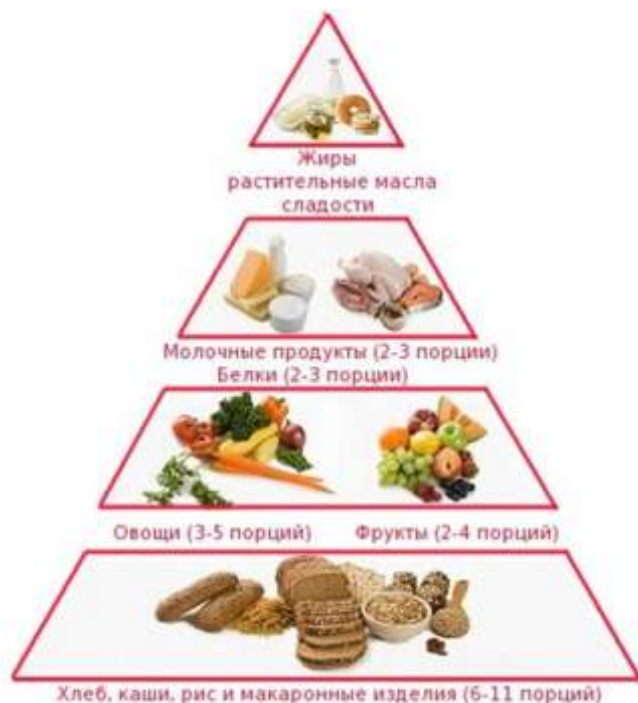 Жиры
растительные масла
сладости
Молочные продукты (2-3 порции)
Белки (2-3 порции)
Овощи (3-5 порций) Фрукты (2-4 порций)
Хлеб, каши, рис и макаронные изделия (6-11 порций)